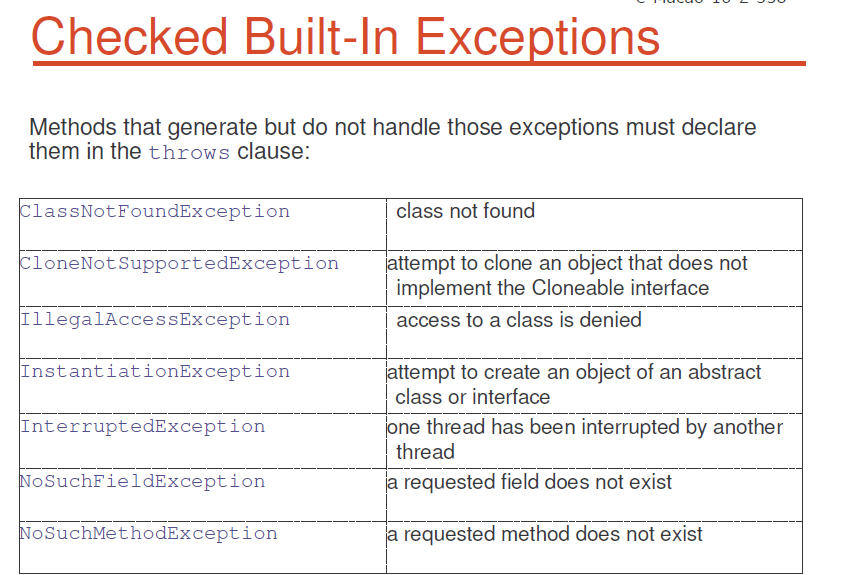 Checked Built-In Exceptions
Methods that generate but do not handle those exceptions must declare
them in the throws clause:
ClassNotFoundException class not found
CloneNotSupportedException attempt to clone an object that does not
implement the Cloneable interface
IllegalAccessException access to a class is denied
InstantiationException attempt to create an object of an abstract
class or interface
InterruptedException one thread has been interrupted by another
thread
NoSuchFieldException a requested field does not exist
NoSuchMethodException a requested method does not exist